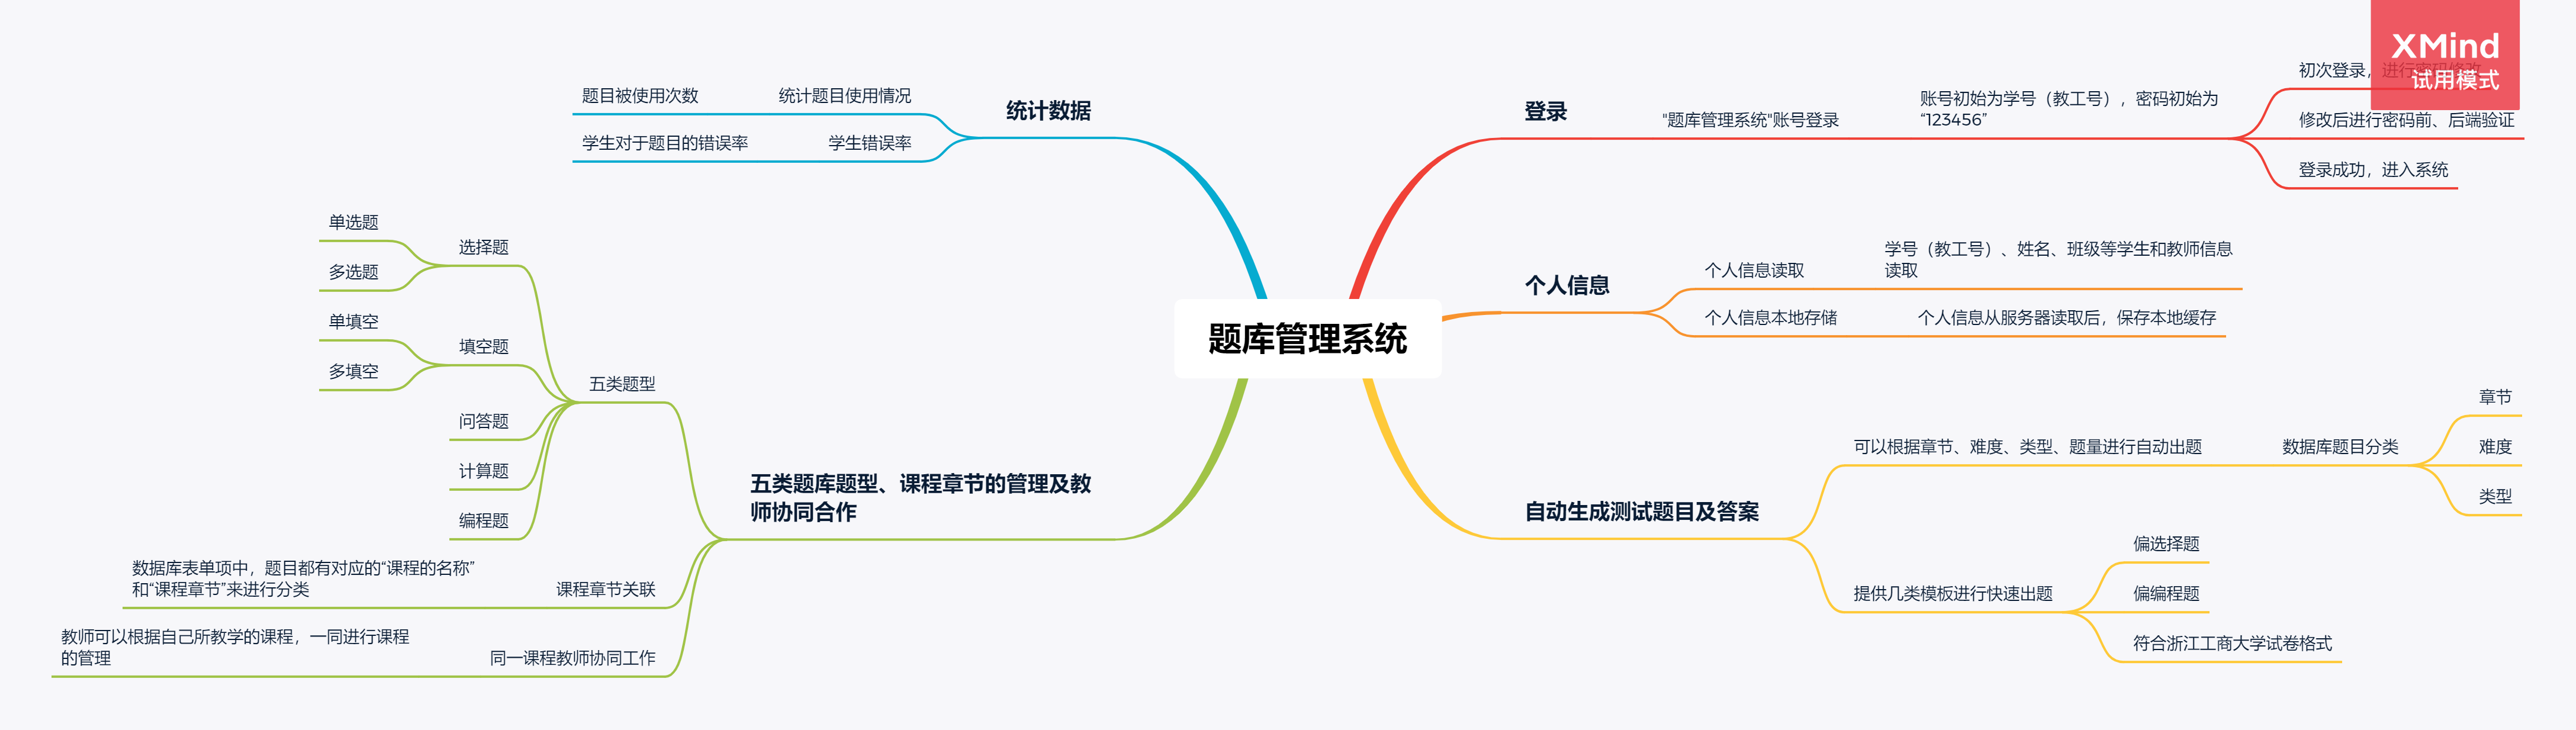 题库管理系统
登录
"题库管理系统"账号登录
账号初始为学号（教工号），密码初始为
“123456”
初次登录，进行密码修改
修改后进行密码前、后端验证
登录成功，进入系统
XMind
试用模式
个人信息
个人信息读取
学号（教工号）、姓名、班级等学生和教师信息
读取
个人信息本地存储
个人信息从服务器读取后，保存本地缓存
自动生成测试题目及答案
可以根据章节、难度、类型、题量进行自动出题
数据库题目分类
章节
难度
类型
提供几类模板进行快速出题
偏选择题
偏编程题
符合浙江工商大学试卷格式
五类题库题型、课程章节的管理及教
师协同合作
五类题型
选择题
单选题
多选题
填空题
单填空
多填空
问答题
计算题
编程题
课程章节关联
数据库表单项中，题目都有对应的“课程的名称”
和“课程章节”来进行分类
同一课程教师协同工作
教师可以根据自己所教学的课程，一同进行课程
的管理
统计数据
统计题目使用情况
题目被使用次数
学生错误率
学生对于题目的错误率